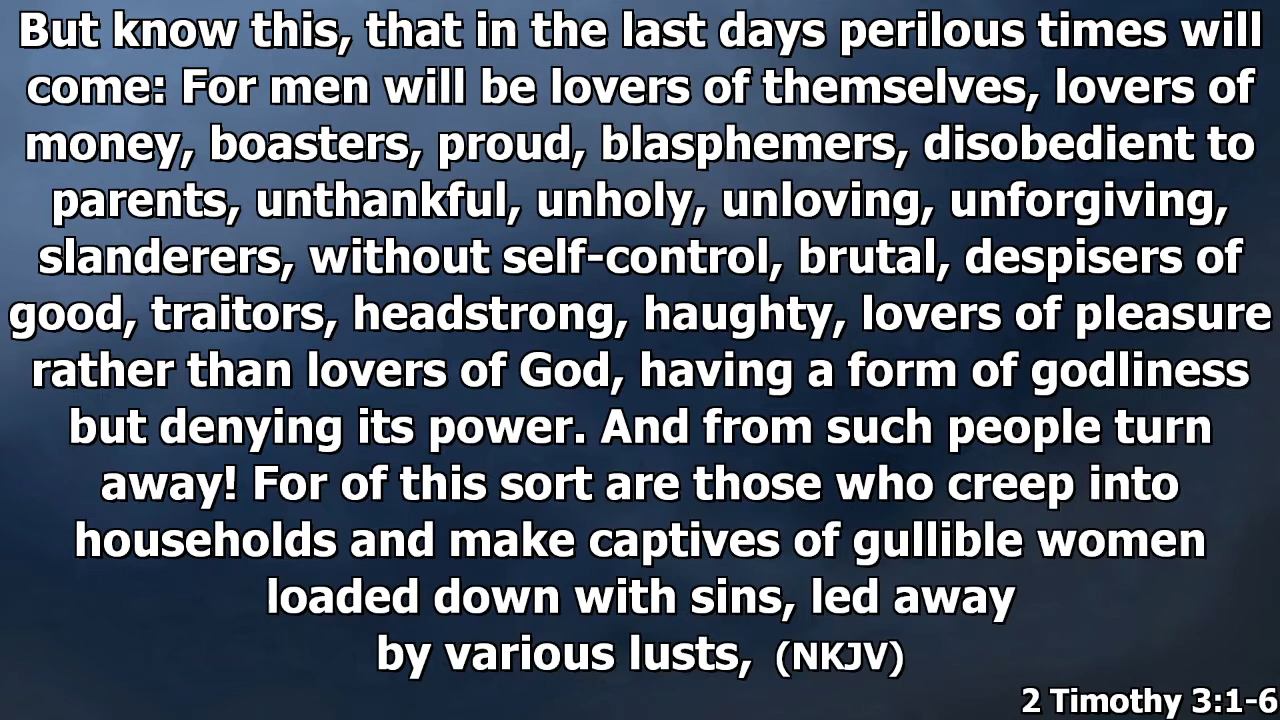 But know this, that in the last days perilous times will
come: For men will be lovers of themselves, lovers of
money, boasters, proud, blasphemers, disobedient to
parents, unthankful, unholy, unloving, unforgiving,
slanderers, without self-control, brutal, despisers of
good, traitors, headstrong, haughty, lovers of pleasure
rather than lovers of God, having a form of godliness
but denying its power. And from such people turn
away! For of this sort are those who creep into
households and make captives of gullible women
loaded down with sins, led away
by various lusts, (NKJV)
2 Timothy 3:1-6